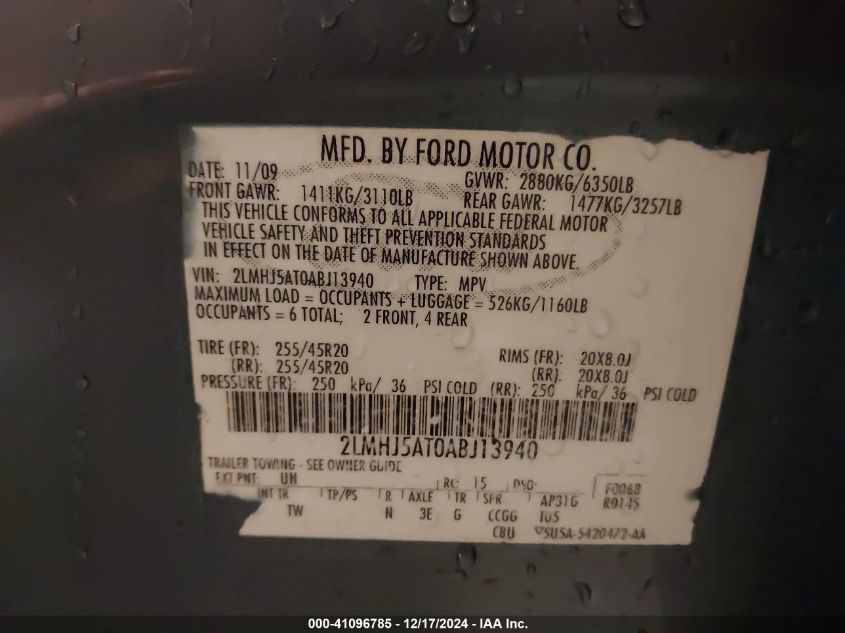 MFD. BY FORD MOTOR CO.
DATE: 11/09 GVWR: 2880KG/6350LB
FRONT GAWR: 1411KG/3110LB REAR GAWR: 1477KG/3257LB
THIS VEHICLE CONFORMS TO ALL APPLICABLE FEDERAL MOTOR
VEHICLE SAFETY AND THEFT PREVENTION STANDARDS
IN EFFECT ON THE DATE OF MANUFACTURE SHOWN ABOVE.
VIN: 2LMHJ5AT0ABJ13940 TYPE: MPV
MAXIMUM LOAD = OCCUPANTS + LUGGAGE = 526KG/1160LB
OCCUPANTS = 6 TOTAL; 2 FRONT, 4 REAR
TIRE (FR): 255/45R20 RIMS (FR): 20X8.0J
(RR): 255/45R20 (RR): 20X8.0J
PRESSURE (FR): 250 kPa/ 36 PSI COLD (RR): 250 kPa/ 36 PSI COLD
2LMHJ5AT0ABJ13940
TRAILER TOWING - SEE OWNER GUIDE
EXT PNT: UN RC: 15 DSO: F0068
INT TR TP/PS R AXLE TR SPR AP31G R9145
TW N 3E G CCGG 105
CBU 5U5A-5420472-AA
000-41096785 - 12/17/2024 - IAA Inc.